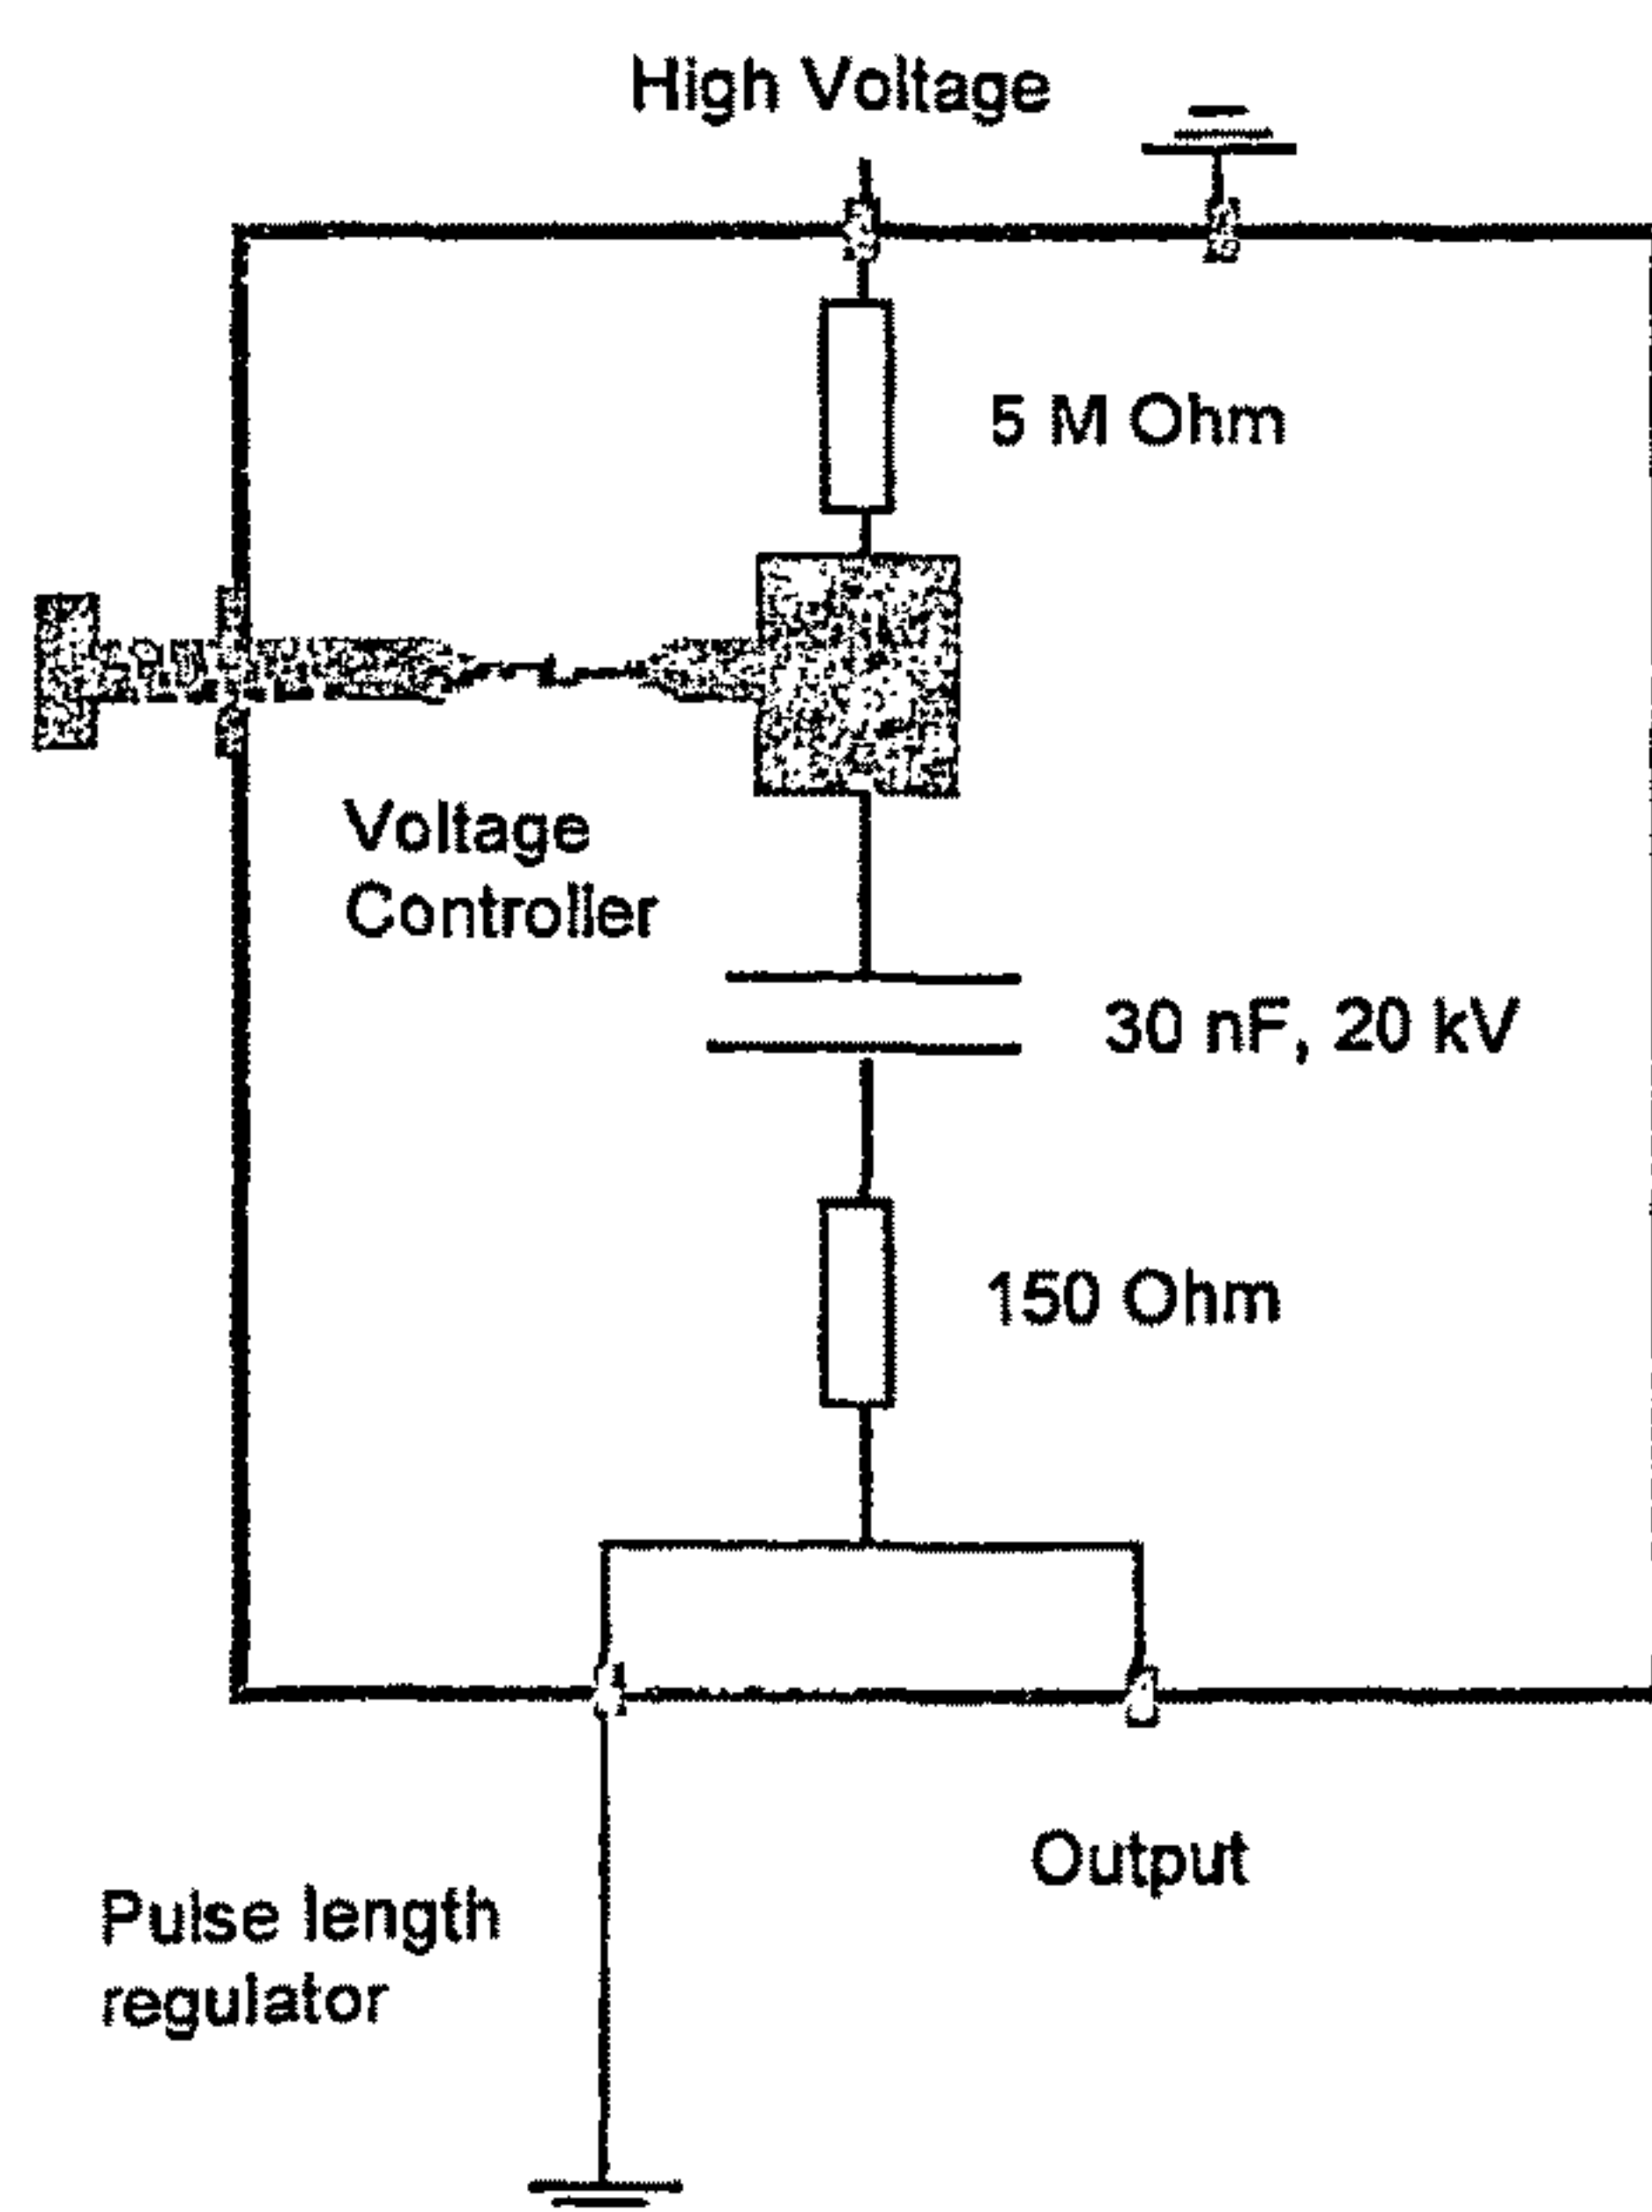 High Voltage
5 M Ohm
Voltage
Controller
30 nF, 20 kV
150 Ohm
Output
Pulse length
regulator